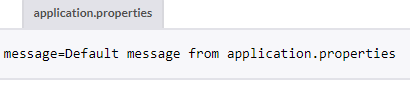 application.properties
message=Default message from application.properties